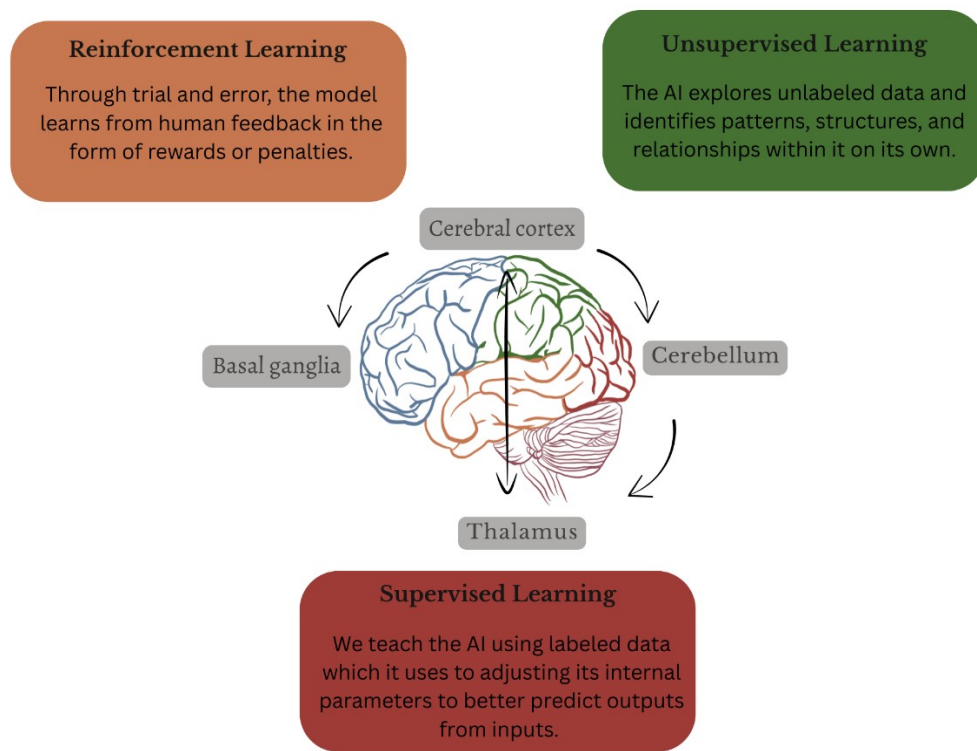 Reinforcement Learning
Through trial and error, the model
learns from human feedback in the
form of rewards or penalties.
Unsupervised Learning
The AI explores unlabeled data and
identifies patterns, structures, and
relationships within it on its own.
Cerebral cortex
Basal ganglia
Cerebellum
Thalamus
Supervised Learning
We teach the AI using labeled data
which it uses to adjusting its internal
parameters to better predict outputs
from inputs.